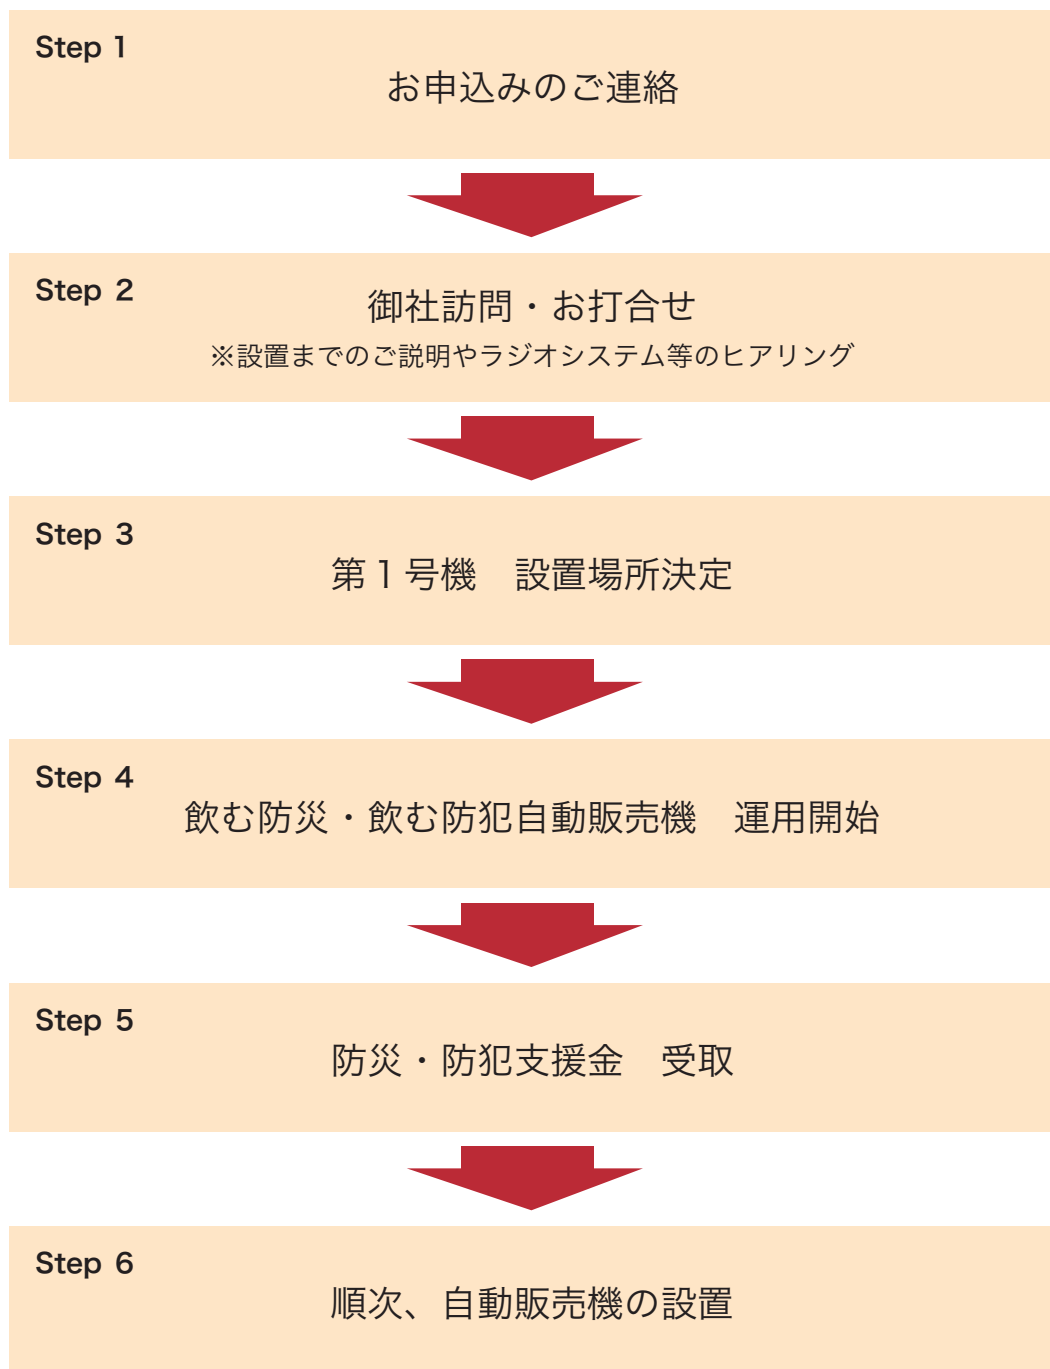 Step 1
お申込みのご連絡
Step 2
御社訪問・お打合せ
※設置までのご説明やラジオシステム等のヒアリング
Step 3
第1号機　設置場所決定
Step 4
飲む防災・飲む防犯自動販売機　運用開始
Step 5
防災・防犯支援金　受取
Step 6
順次、自動販売機の設置